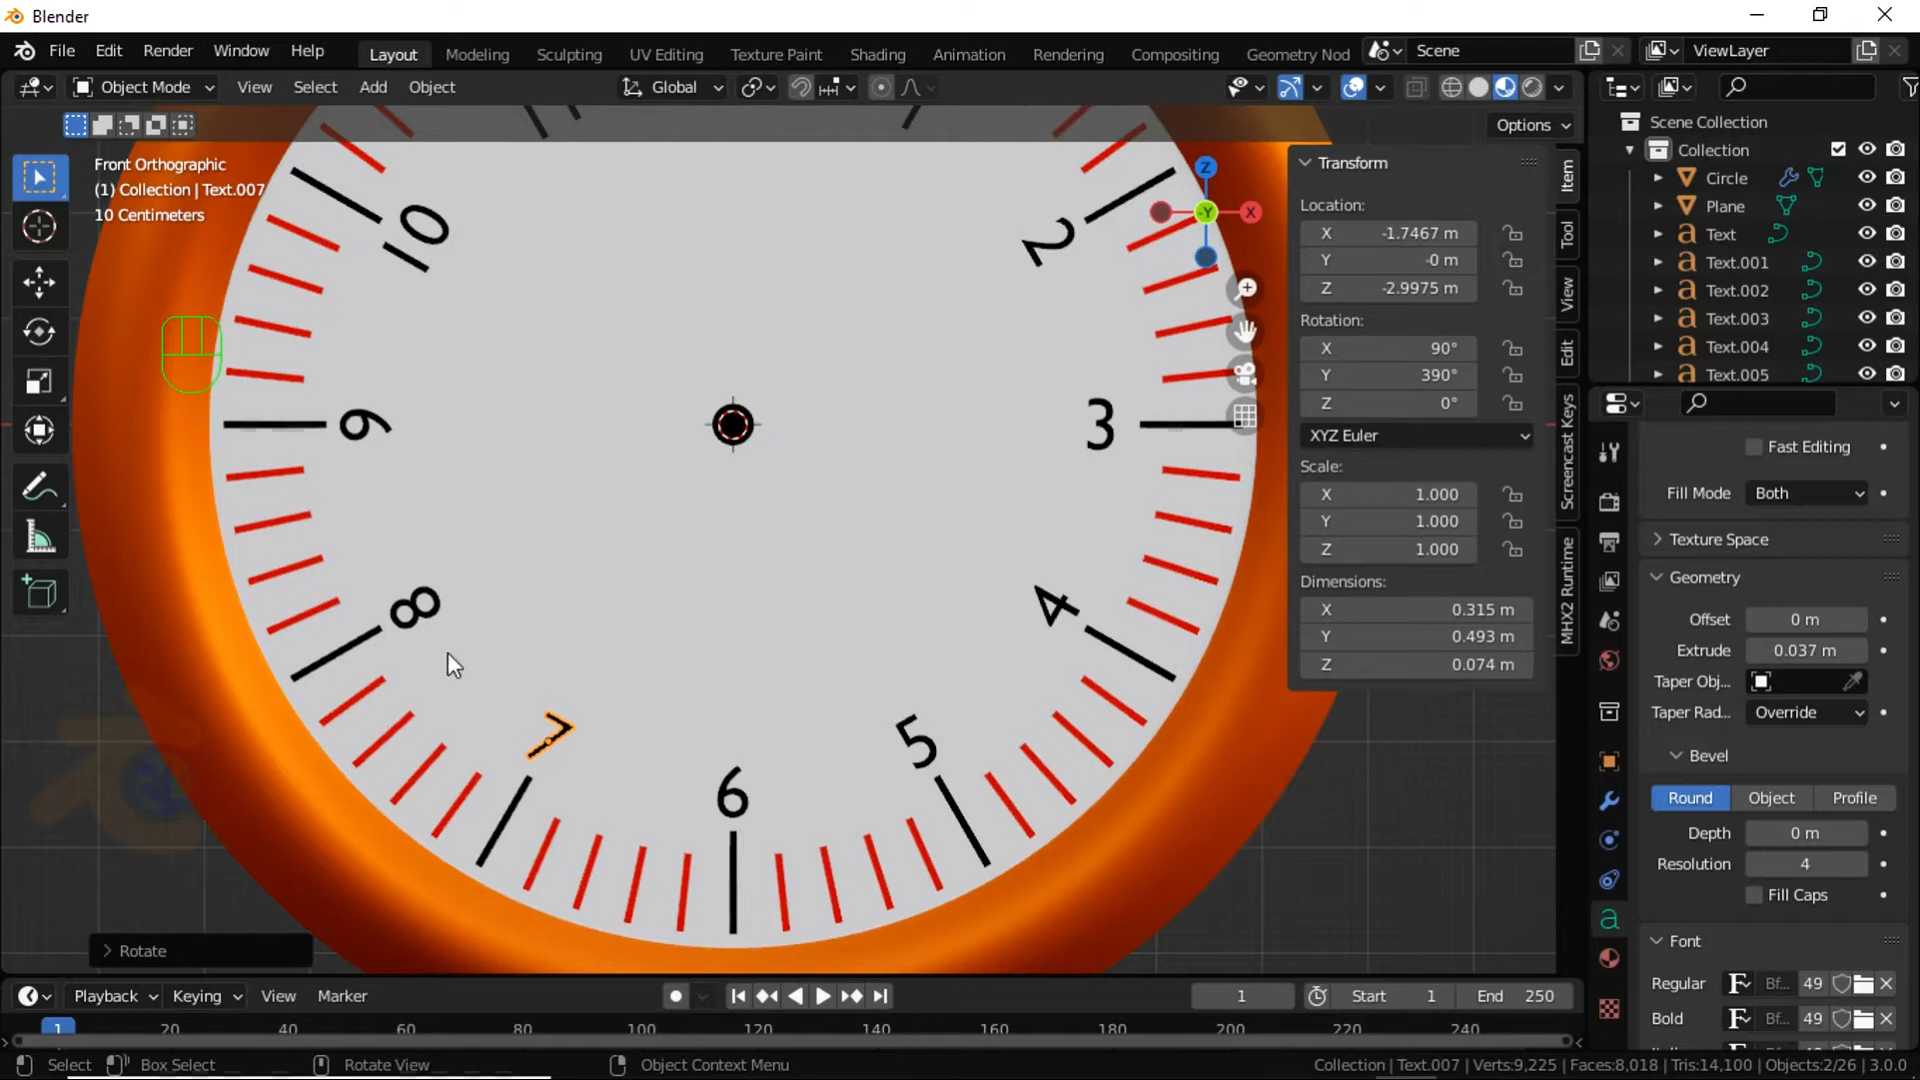 Blender
File Edit Render Window Help
Layout Modeling Sculpting UV Editing Texture Paint Shading Animation Rendering Compositing Geometry Nod
Scene
ViewLayer
Object Mode View Select Add Object
Global
Options
Front Orthographic
(1) Collection | Text.007
10 Centimeters
Transform
Location:
X -1.7467 m
Y -0 m
Z -2.9975 m
Rotation:
X 90°
Y 390°
Z 0°
XYZ Euler
Scale:
X 1.000
Y 1.000
Z 1.000
Dimensions:
X 0.315 m
Y 0.493 m
Z 0.074 m
Item
Tool
View
Edit
Screencast Keys
MHX2 Runtime
Z
-Y
X
10
2
9
3
8
4
7
5
6
Scene Collection
Collection
Circle
Plane
Text
Text.001
Text.002
Text.003
Text.004
Text.005
Fast Editing
Fill Mode Both
Texture Space
Geometry
Offset 0 m
Extrude 0.037 m
Taper Obj...
Taper Rad... Override
Bevel
Round Object Profile
Depth 0 m
Resolution 4
Fill Caps
Font
Regular Bf... 49
Bold Bf... 49
Rotate
Playback Keying View Marker
1
Start 1
End 250
1 20 40 60 80 100 120 140 160 180 200 220 240
Select Box Select Rotate View Object Context Menu
Collection | Text.007 | Verts:9,225 | Faces:8,018 | Tris:14,100 | Objects:2/26 | 3.0.0